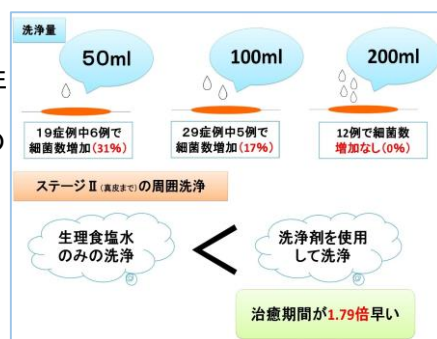 洗浄量
50ml
100ml
200ml
19症例中6例で
細菌数増加(31%)
29症例中5例で
細菌数増加(17%)
12例で細菌数
増加なし(0%)
ステージⅡ(真皮まで)の周囲洗浄
生理食塩水
のみの洗浄
<
洗浄剤を使用
して洗浄
治癒期間が1.79倍早い
の